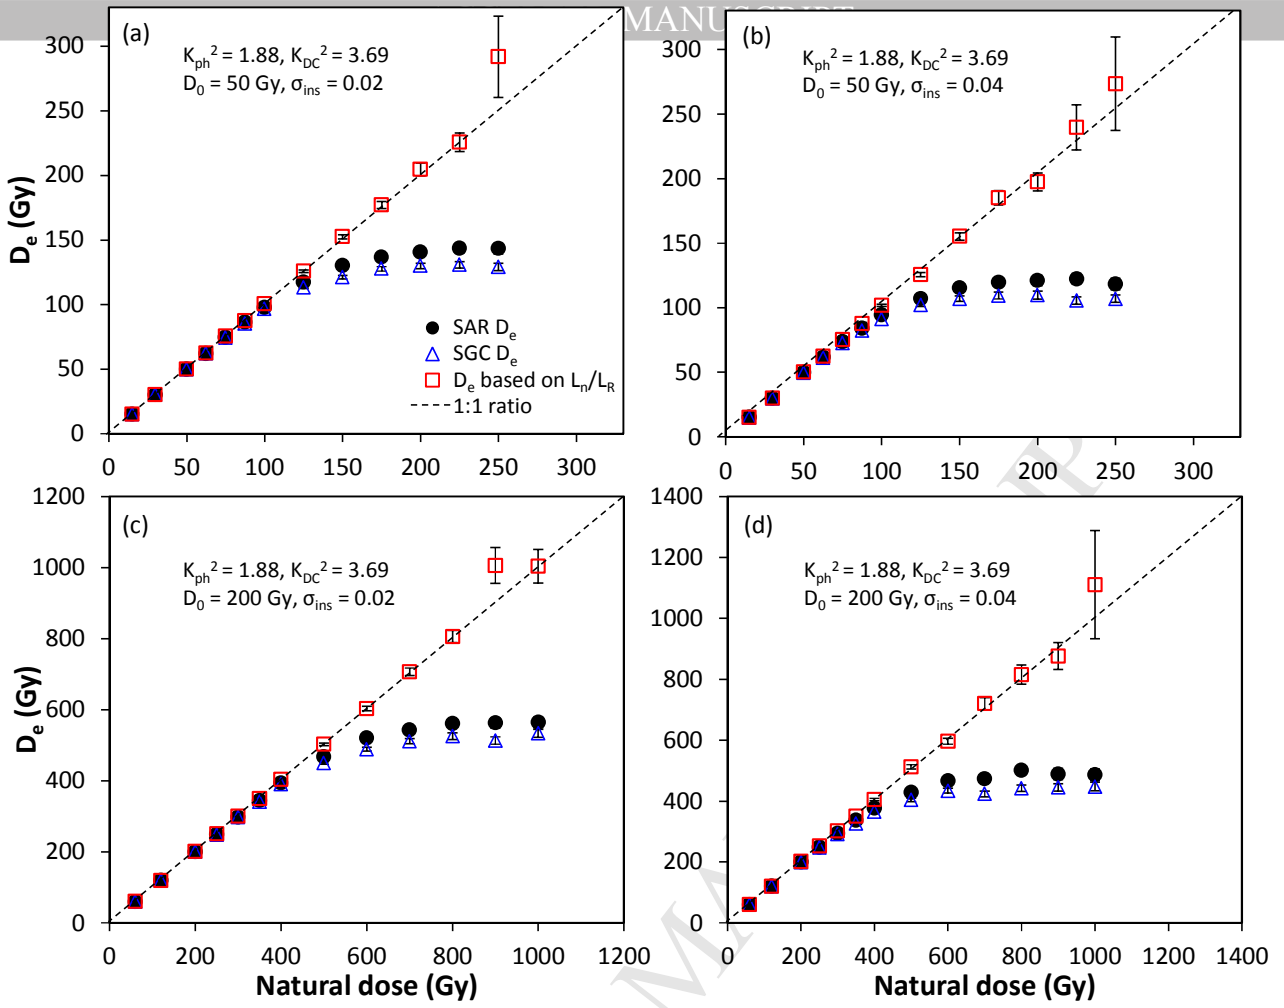 MANUSCRIPT
(a)
K_ph^2 = 1.88, K_DC^2 = 3.69
D_0 = 50 Gy, σ_ins = 0.02
D_e (Gy)
300
250
200
150
100
50
0
0 50 100 150 200 250 300
SAR D_e
SGC D_e
D_e based on L_n/L_R
1:1 ratio
(b)
K_ph^2 = 1.88, K_DC^2 = 3.69
D_0 = 50 Gy, σ_ins = 0.04
300
250
200
150
100
50
0
0 50 100 150 200 250 300
(c)
K_ph^2 = 1.88, K_DC^2 = 3.69
D_0 = 200 Gy, σ_ins = 0.02
D_e (Gy)
1200
1000
800
600
400
200
0
0 200 400 600 800 1000 1200
Natural dose (Gy)
(d)
K_ph^2 = 1.88, K_DC^2 = 3.69
D_0 = 200 Gy, σ_ins = 0.04
1400
1200
1000
800
600
400
200
0
0 200 400 600 800 1000 1200 1400
Natural dose (Gy)